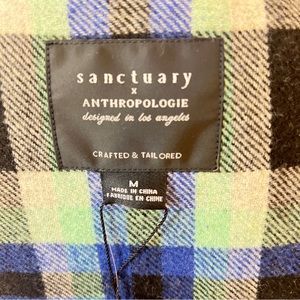 sanctuary
x
ANTHROPOLOGIE
designed in los angeles
CRAFTED & TAILORED
M
MADE IN CHINA
FABRIQUÉ EN CHINE